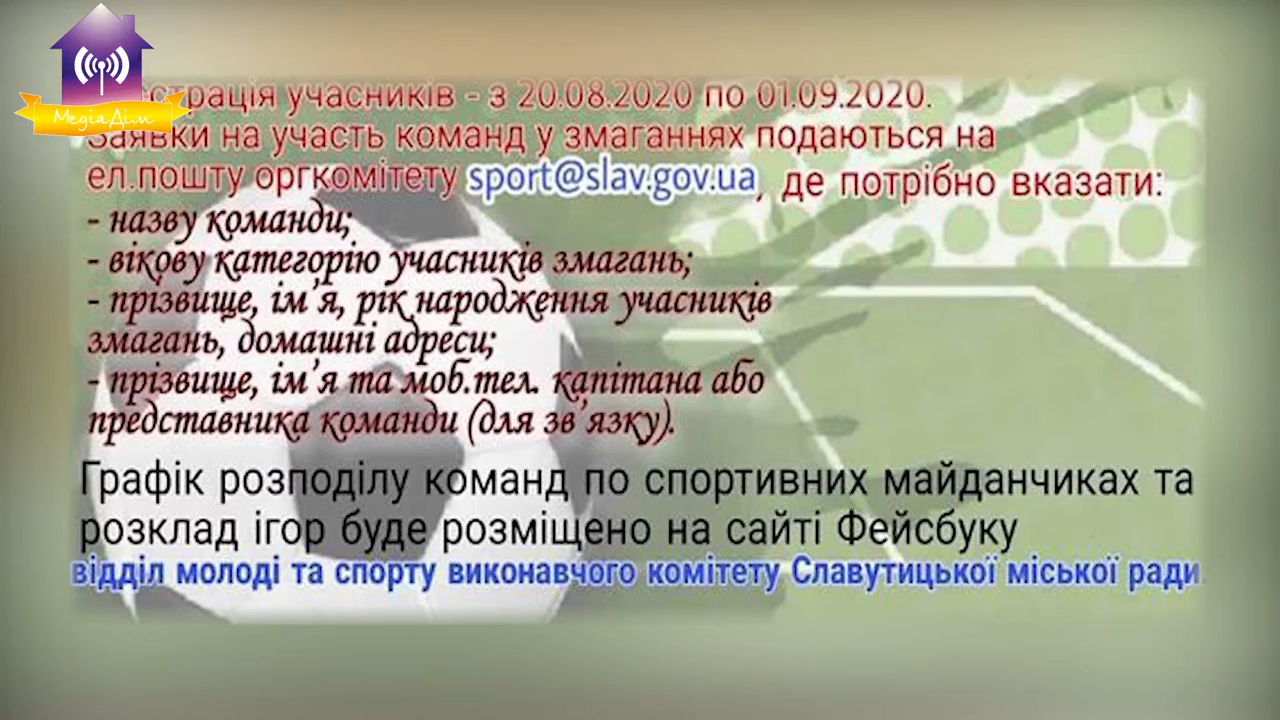 МедіаДім
страція учасників - з 20.08.2020 по 01.09.2020.
Заявки на участь команд у змаганнях подаються на
ел.пошту оргкомітету sport@slav.gov.ua, де потрібно вказати:
- назву команди;
- вікову категорію учасників змагань;
- прізвище, ім'я, рік народження учасників
змагань, домашні адреси;
- прізвище, ім'я та моб.тел. капітана або
представника команди (для зв'язку).
Графік розподілу команд по спортивних майданчиках та
розклад ігор буде розміщено на сайті Фейсбуку
відділ молоді та спорту виконавчого комітету Славутицької міської ради